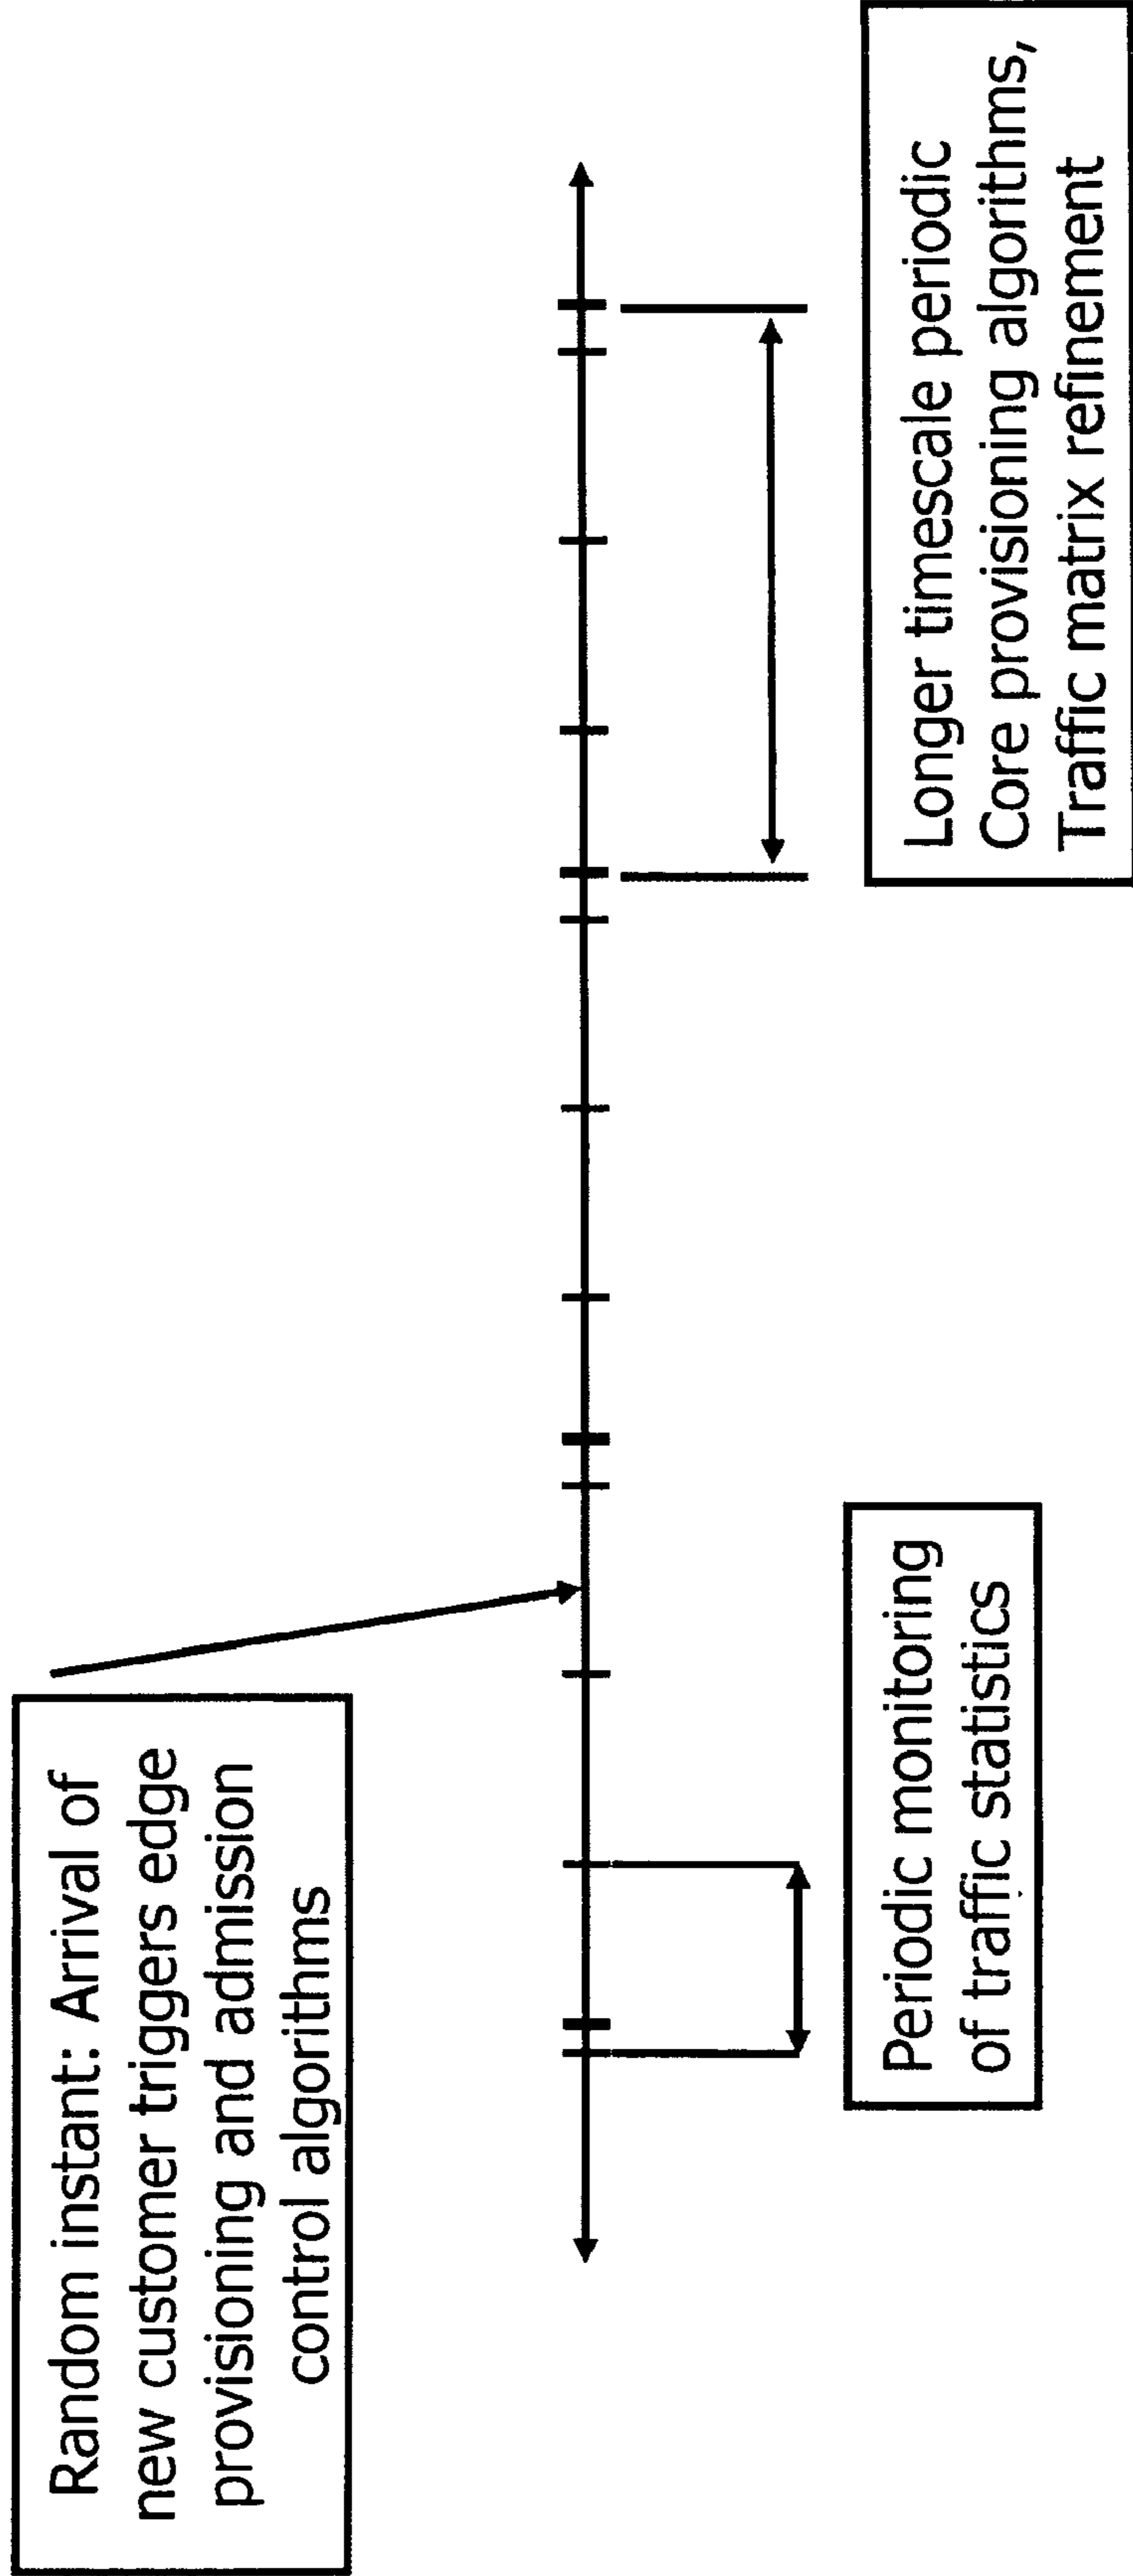 Random instant: Arrival of
new customer triggers edge
provisioning and admission
control algorithms
Periodic monitoring
of traffic statistics
Longer timescale periodic
Core provisioning algorithms,
Traffic matrix refinement